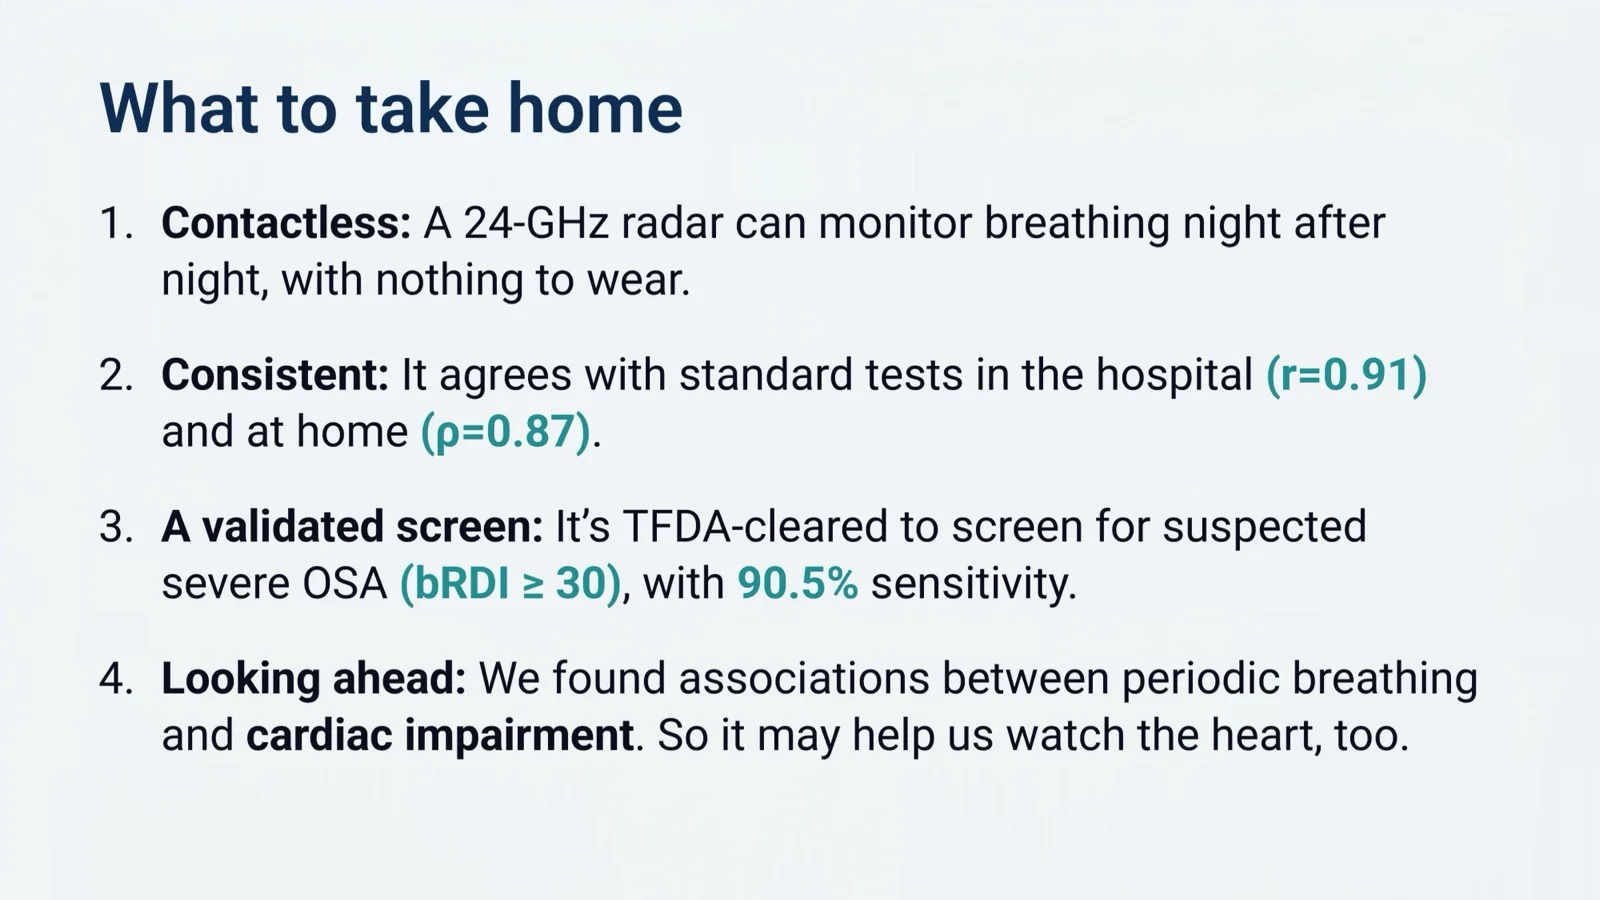 What to take home
1. Contactless: A 24-GHz radar can monitor breathing night after
night, with nothing to wear.
2. Consistent: It agrees with standard tests in the hospital (r=0.91)
and at home (ρ=0.87).
3. A validated screen: It’s TFDA-cleared to screen for suspected
severe OSA (bRDI ≥ 30), with 90.5% sensitivity.
4. Looking ahead: We found associations between periodic breathing
and cardiac impairment. So it may help us watch the heart, too.